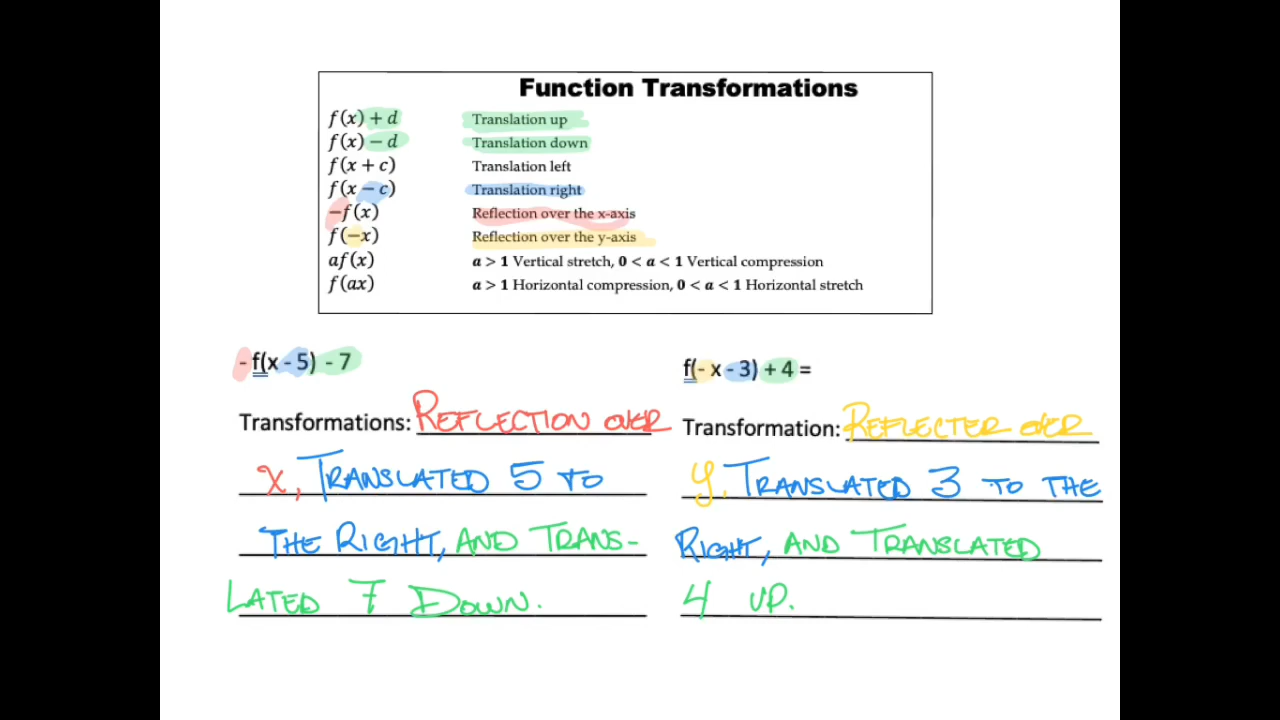 Function Transformations
f(x) + d Translation up
f(x) − d Translation down
f(x + c) Translation left
f(x − c) Translation right
−f(x) Reflection over the x-axis
f(−x) Reflection over the y-axis
af(x) a > 1 Vertical stretch, 0 < a < 1 Vertical compression
f(ax) a > 1 Horizontal compression, 0 < a < 1 Horizontal stretch
- f(x - 5) - 7
Transformations: REFLECTION OVER
X, TRANSLATED 5 TO
THE RIGHT, AND TRANS-
LATED 7 DOWN.
f(- x - 3) + 4 =
Transformation: REFLECTER OVER
y, TRANSLATED 3 TO THE
RIGHT, AND TRANSLATED
4 UP.